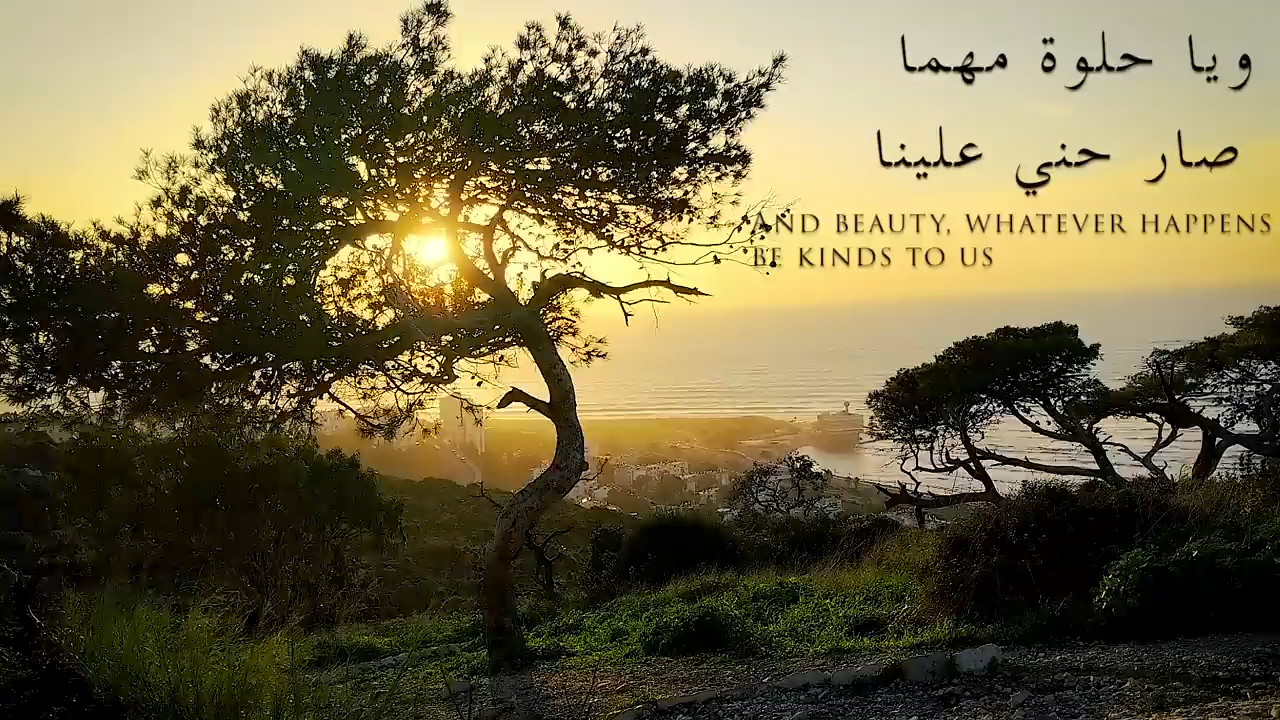 ويا حلوة مهما
صار حني علينا
AND BEAUTY, WHATEVER HAPPENS
BE KINDS TO US